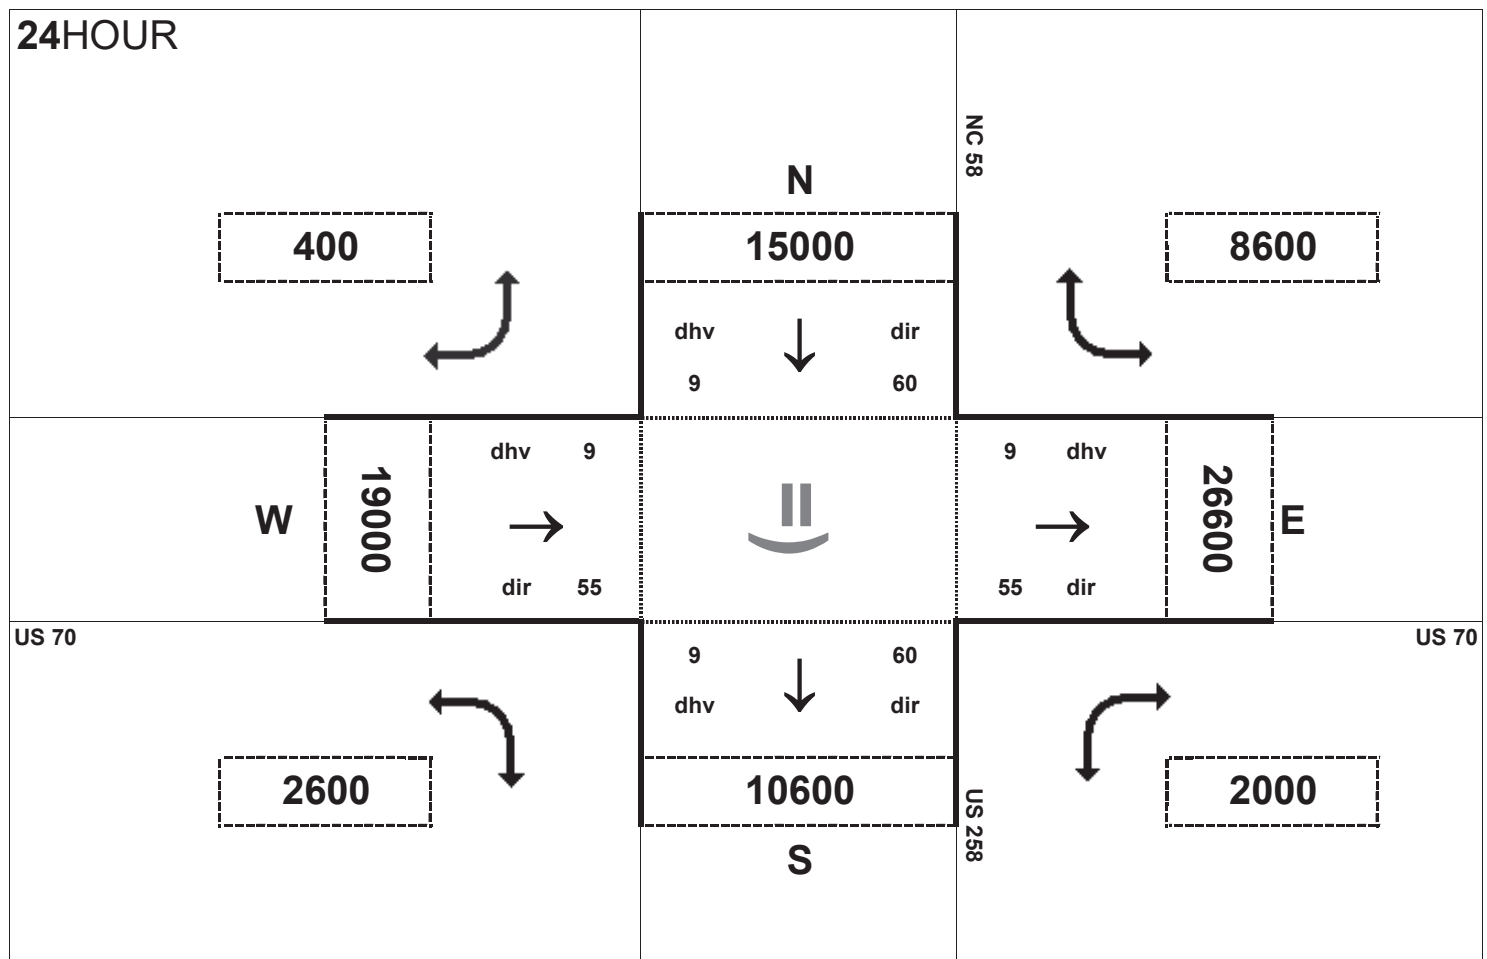 24HOUR
NC 58
N
400
15000
8600
dhv dir
9 60
dhv 9
9 dhv
W
19000
26600
E
dir 55
55 dir
US 70
US 70
9 60
dhv dir
2600
10600
2000
US 258
S